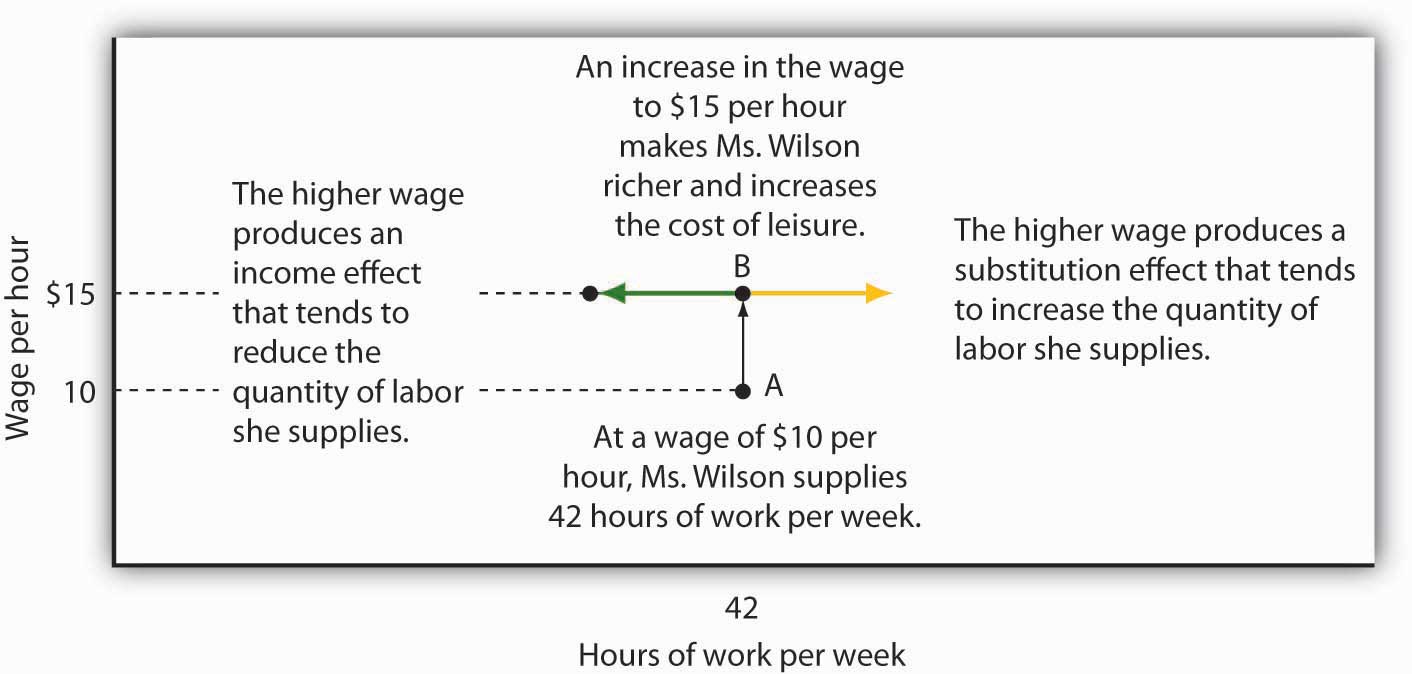 An increase in the wage
to $15 per hour
makes Ms. Wilson
richer and increases
the cost of leisure.
The higher wage
produces an
income effect
that tends to
reduce the
quantity of labor
she supplies.
The higher wage produces a
substitution effect that tends
to increase the quantity of
labor she supplies.
B
A
At a wage of $10 per
hour, Ms. Wilson supplies
42 hours of work per week.
Wage per hour
$15
10
42
Hours of work per week